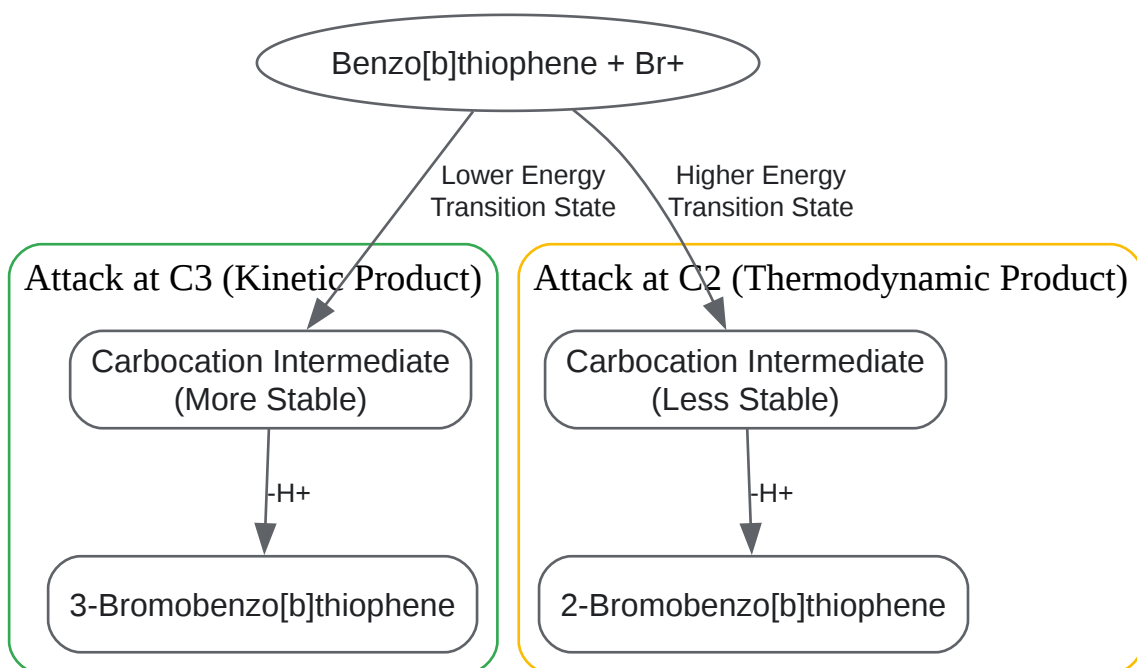 Benzo[b]thiophene + Br+
Lower Energy
Transition State
Higher Energy
Transition State
Attack at C3 (Kinetic Product)
Attack at C2 (Thermodynamic Product)
Carbocation Intermediate
(More Stable)
Carbocation Intermediate
(Less Stable)
-H+
-H+
3-Bromobenzo[b]thiophene
2-Bromobenzo[b]thiophene